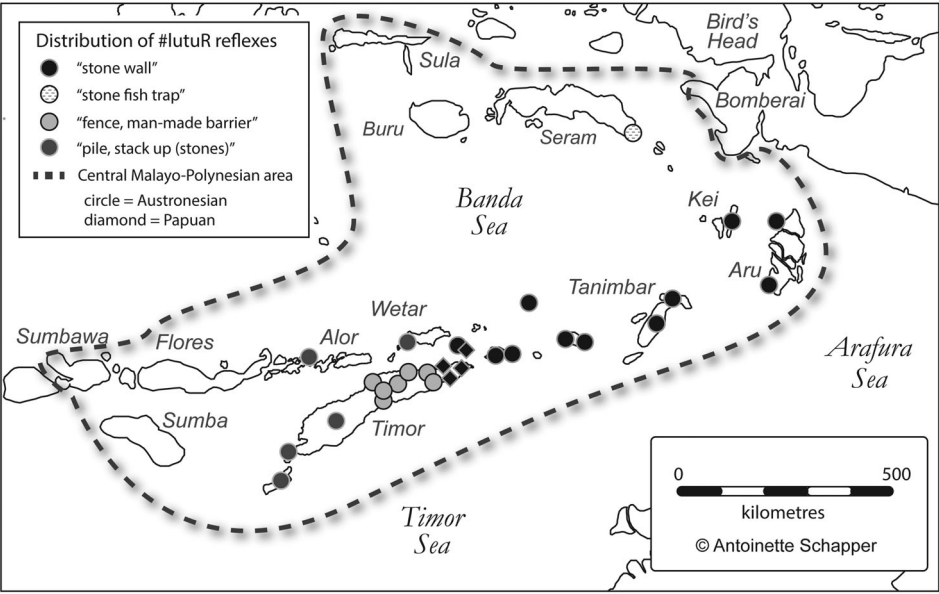 Distribution of #lutuR reflexes
“stone wall”
“stone fish trap”
“fence, man-made barrier”
“pile, stack up (stones)”
Central Malayo-Polynesian area
circle = Austronesian
diamond = Papuan
Bird’s
Head
Sula
Bomberai
Buru
Seram
Banda
Sea
Kei
Aru
Tanimbar
Wetar
Sumbawa
Flores
Alor
Arafura
Sea
Sumba
Timor
Timor
Sea
0 500
kilometres
© Antoinette Schapper